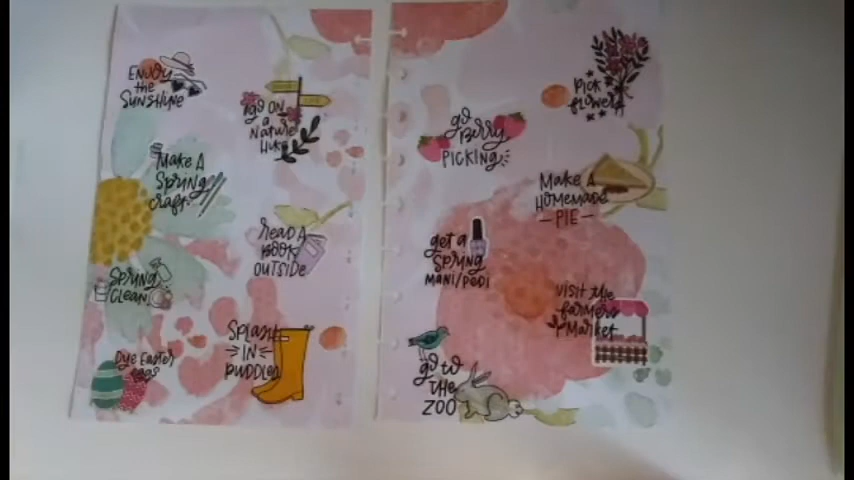 ENJOY
the
SUNSHINE
go ON
a
Nature
Hike
MAKE A
Spring
craft
READ A
BOOK
OUTSIDE
SPRING
CLEAN
SPLASH
IN
PUDDLES
Dye Easter
eggs
Pick
flowers
go
BERRY
PICKING
MAKE A
HOMEMADE
- PIE -
get a
Spring
MANI/PEDI
VISIT the
farmers
MARKET
go to
THE
ZOO